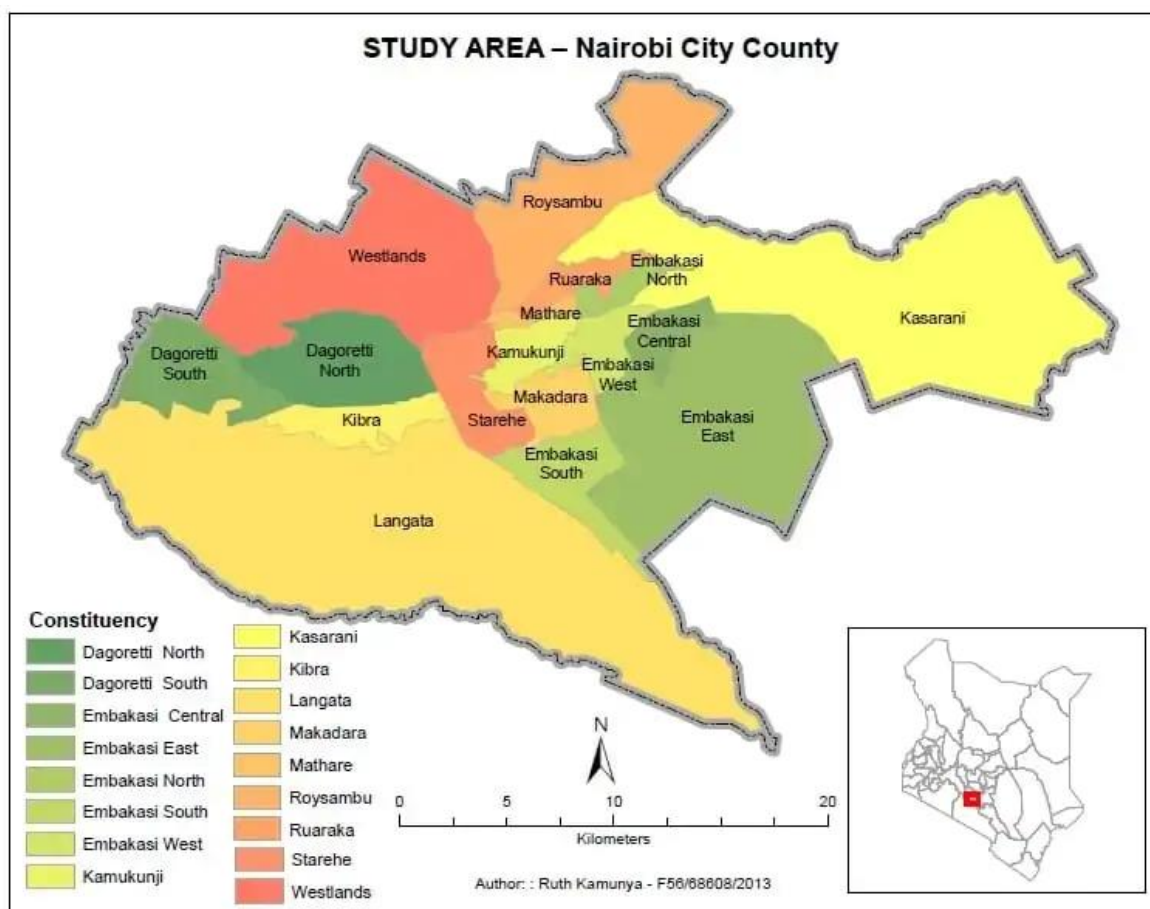 STUDY AREA – Nairobi City County
Roysambu
Westlands
Ruaraka
Embakasi
North
Mathare
Kasarani
Embakasi
Central
Dagoretti
South
Dagoretti
North
Kamukunji
Embakasi
West
Makadara
Kibra
Starehe
Embakasi
East
Embakasi
South
Langata
Constituency
Dagoretti North
Dagoretti South
Embakasi Central
Embakasi East
Embakasi North
Embakasi South
Embakasi West
Kamukunji
Kasarani
Kibra
Langata
Makadara
Mathare
Roysambu
Ruaraka
Starehe
Westlands
N
0 5 10 20
Kilometers
Author: : Ruth Kamunya - F56/68608/2013